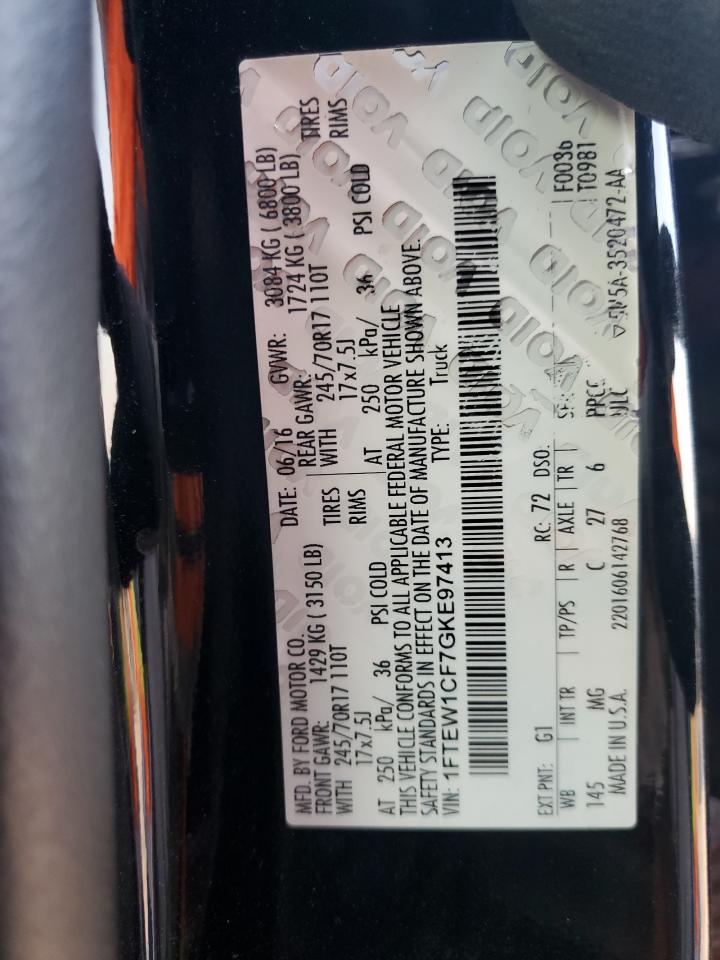 MFD. BY FORD MOTOR CO. DATE: 06/16 GVWR: 3084 KG ( 6800 LB)
FRONT GAWR: 1429 KG ( 3150 LB) REAR GAWR: 1724 KG ( 3800 LB)
WITH 245/70R17 110T TIRES WITH 245/70R17 110T TIRES
17x7.5J RIMS 17x7.5J RIMS
AT 250 kPa/ 36 PSI COLD AT 250 kPa/ 36 PSI COLD
THIS VEHICLE CONFORMS TO ALL APPLICABLE FEDERAL MOTOR VEHICLE
SAFETY STANDARDS IN EFFECT ON THE DATE OF MANUFACTURE SHOWN ABOVE.
VIN: 1FTEW1CF7GKE97413 TYPE: Truck
EXT PNT: G1 RC: 72 DSO: F0036
WB INT TR TP/PS R AXLE TR T0981
145 MG C 27 6
MADE IN U.S.A. 2201606142768 5A-3520472-AA
VOID VOID VOID